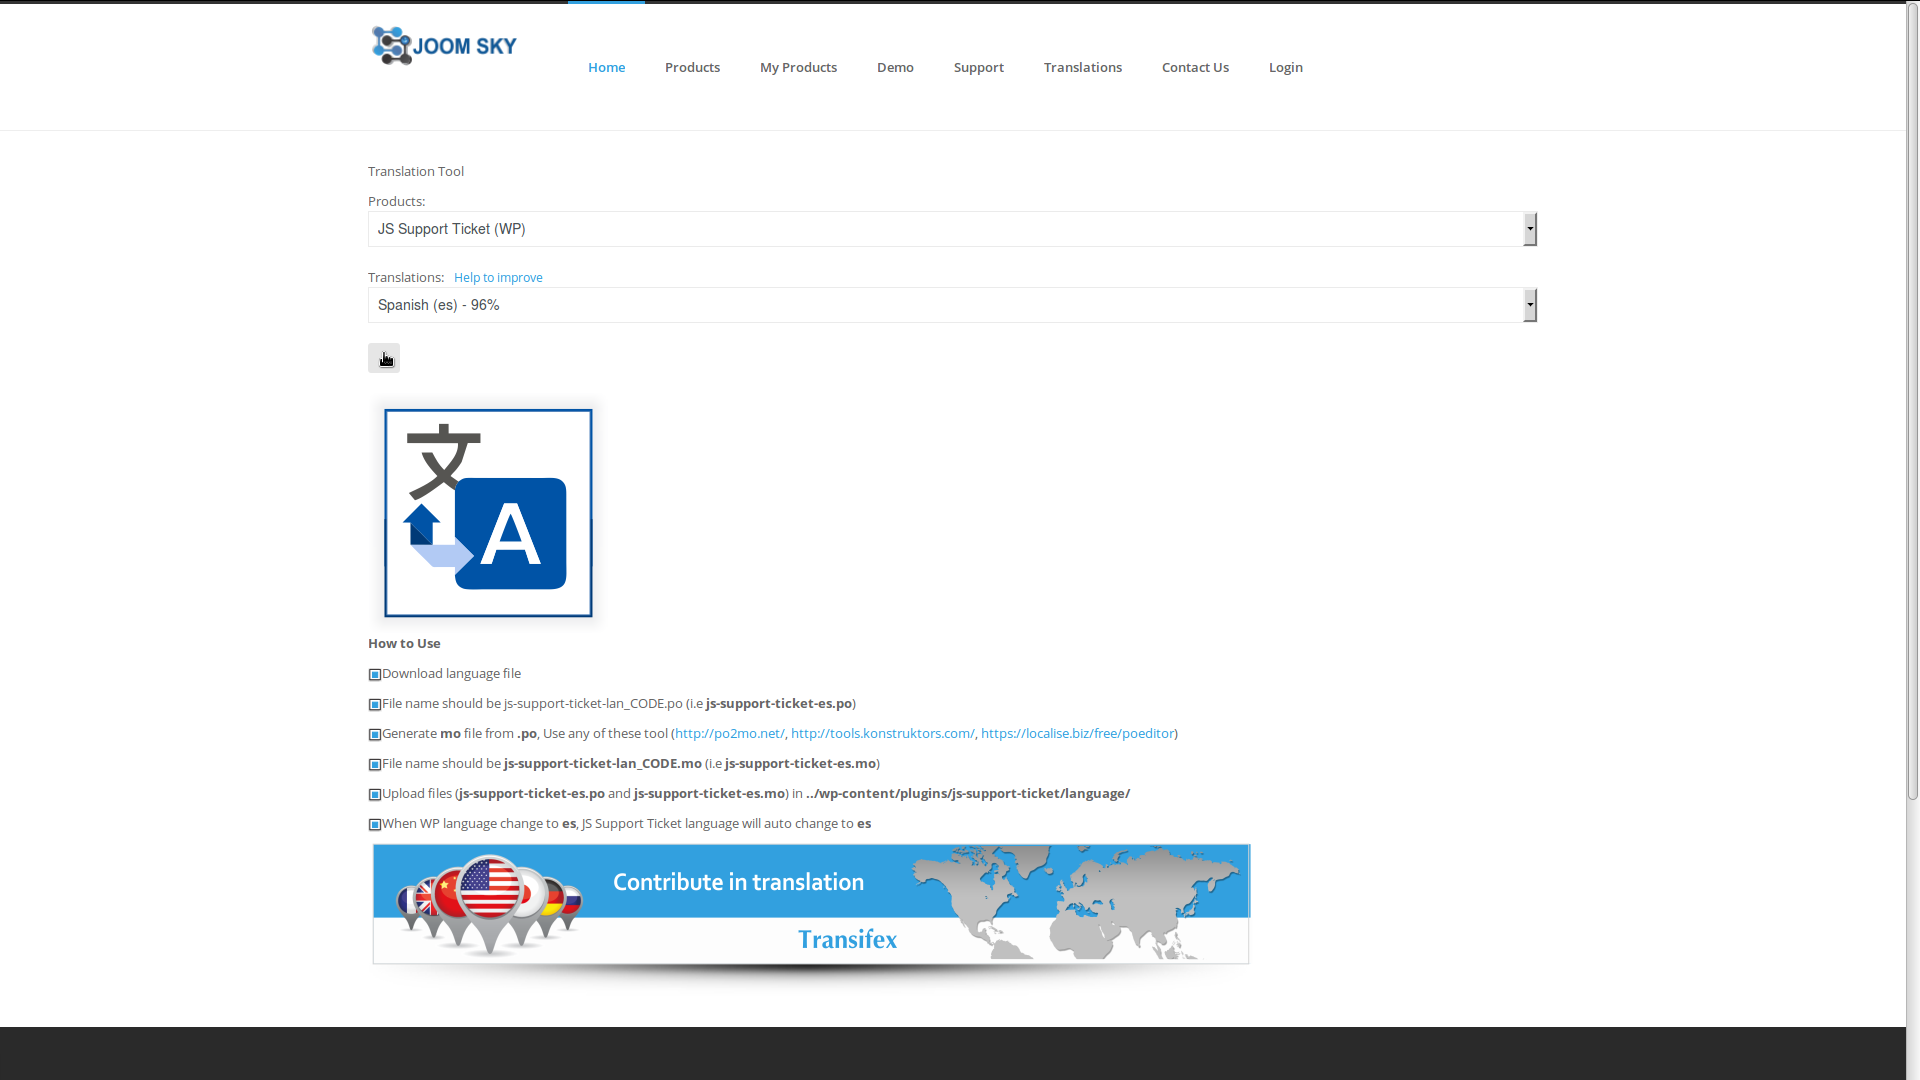 JOOM SKY
Home Products My Products Demo Support Translations Contact Us Login
Translation Tool
Products:
JS Support Ticket (WP)
Translations: Help to improve
Spanish (es) - 96%
文
A
How to Use
Download language file
File name should be js-support-ticket-lan_CODE.po (i.e js-support-ticket-es.po)
Generate mo file from .po, Use any of these tool (http://po2mo.net/, http://tools.konstruktors.com/, https://localise.biz/free/poeditor)
File name should be js-support-ticket-lan_CODE.mo (i.e js-support-ticket-es.mo)
Upload files (js-support-ticket-es.po and js-support-ticket-es.mo) in ../wp-content/plugins/js-support-ticket/language/
When WP language change to es, JS Support Ticket language will auto change to es
Contribute in translation
Transifex